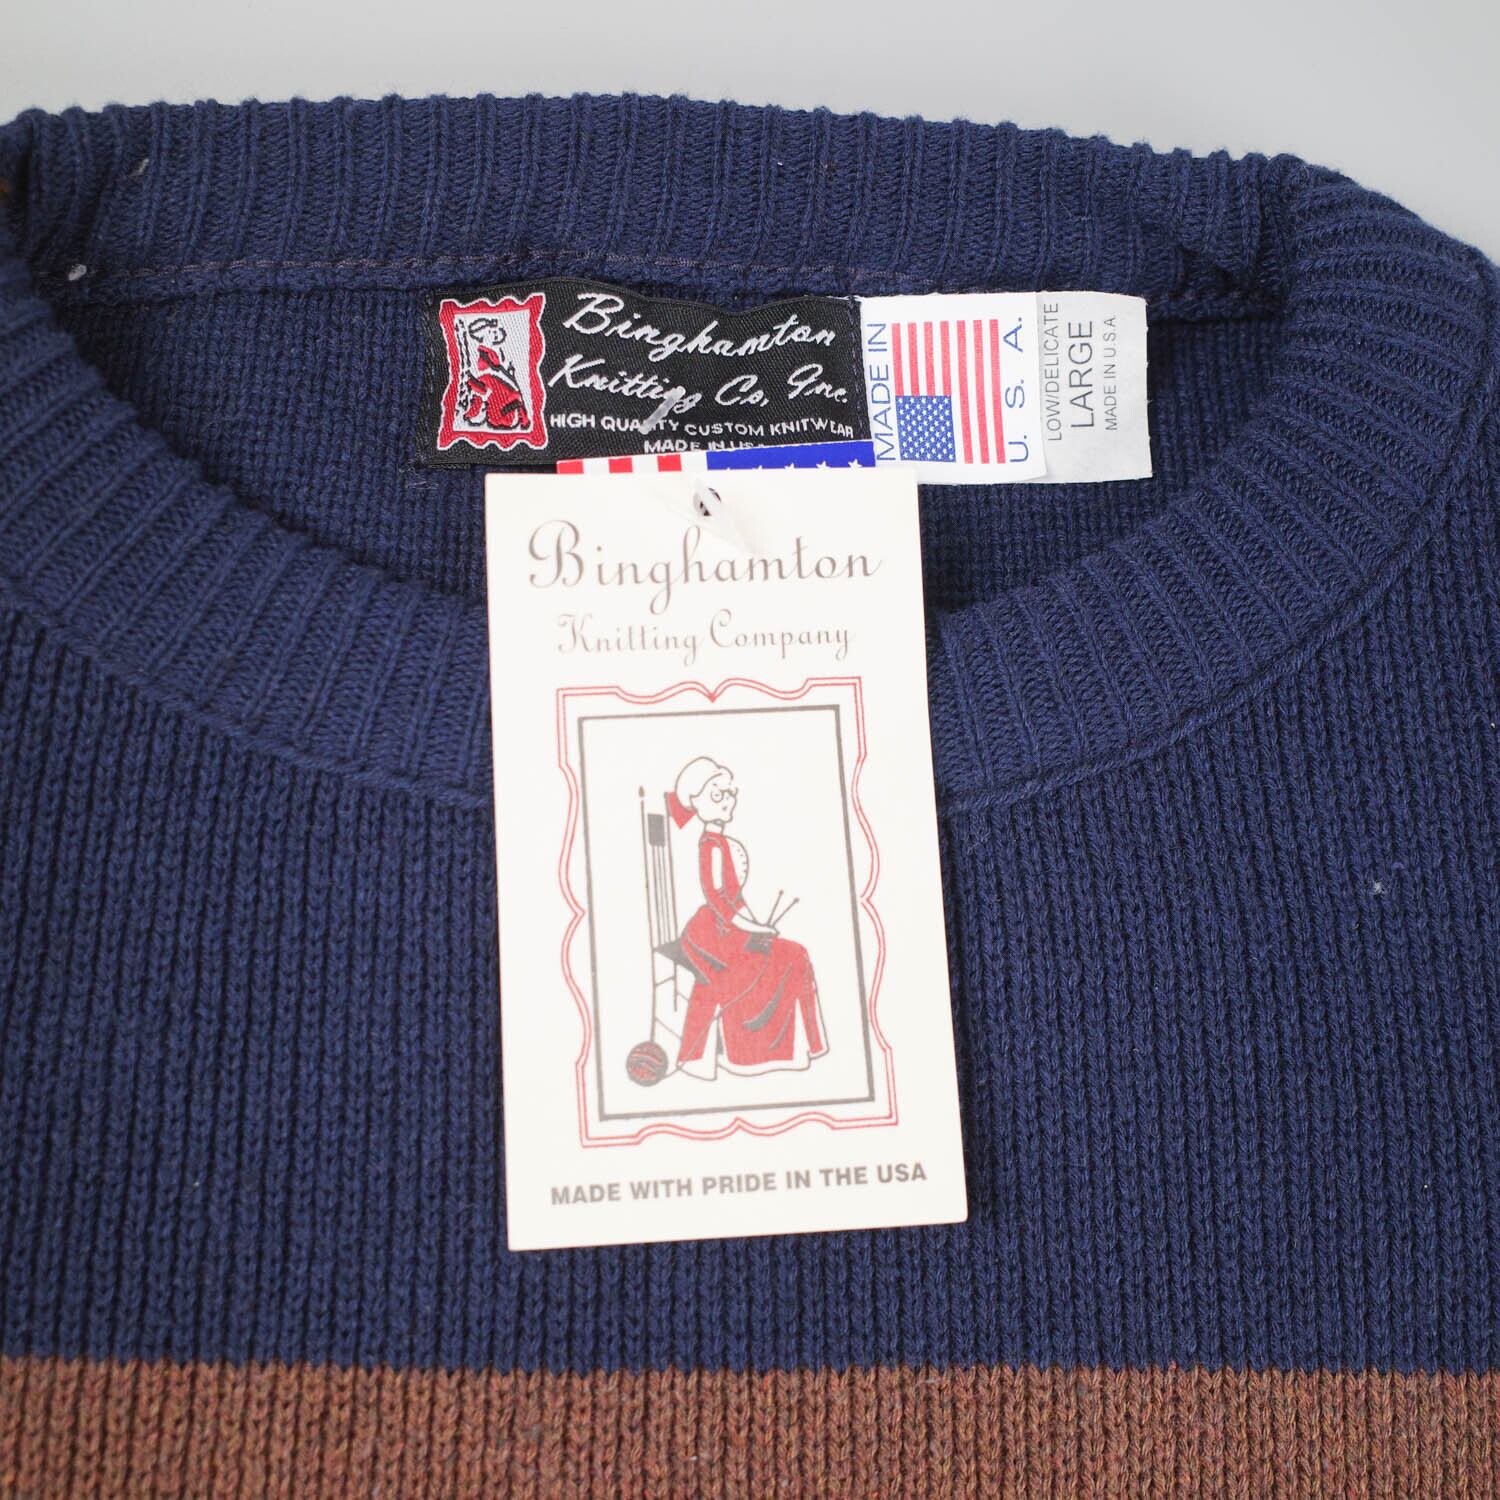 Binghamton
Knitting Co, Inc.
HIGH QUALITY CUSTOM KNITWEAR
MADE IN USA
MADE IN
U. S. A.
LOW/DELICATE
LARGE
MADE IN U.S.A.
Binghamton
Knitting Company
MADE WITH PRIDE IN THE USA